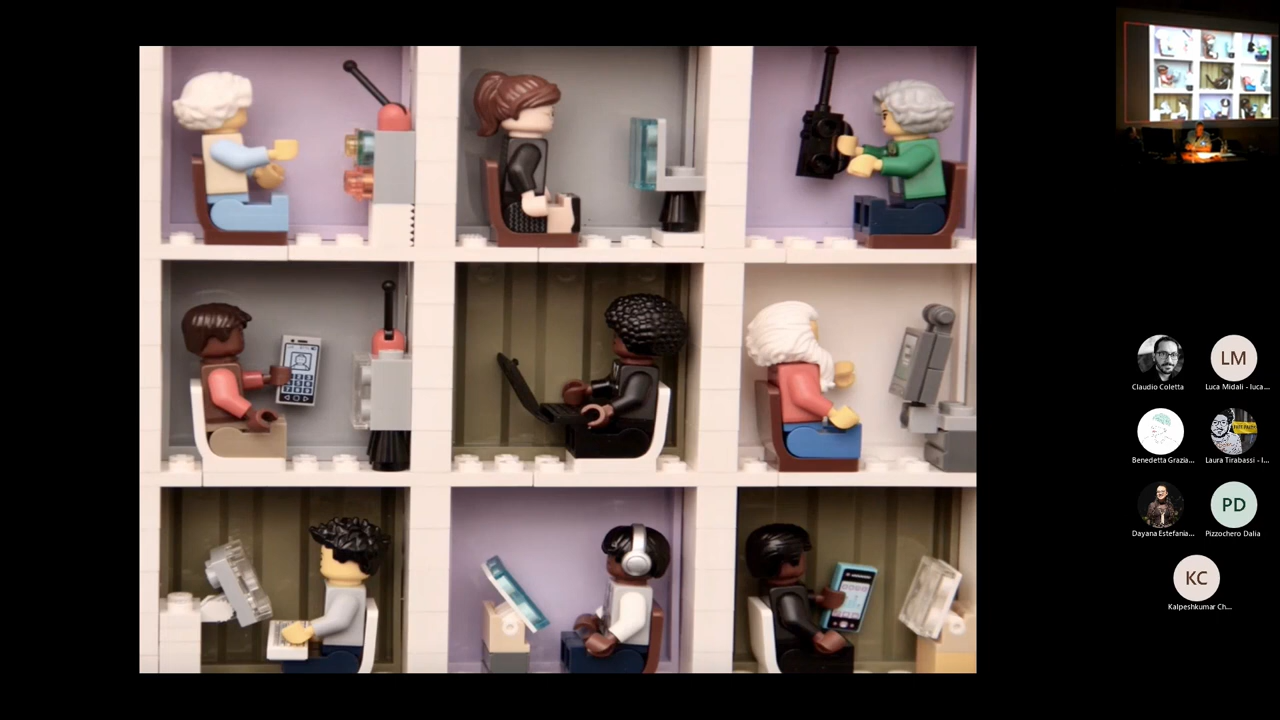 Claudio Coletta
LM
Luca Midali - luca...
Benedetta Grazia...
Laura Tirabassi - l...
Dayana Estefania...
PD
Pizzochero Dalia
KC
Kalpeshkumar Ch...